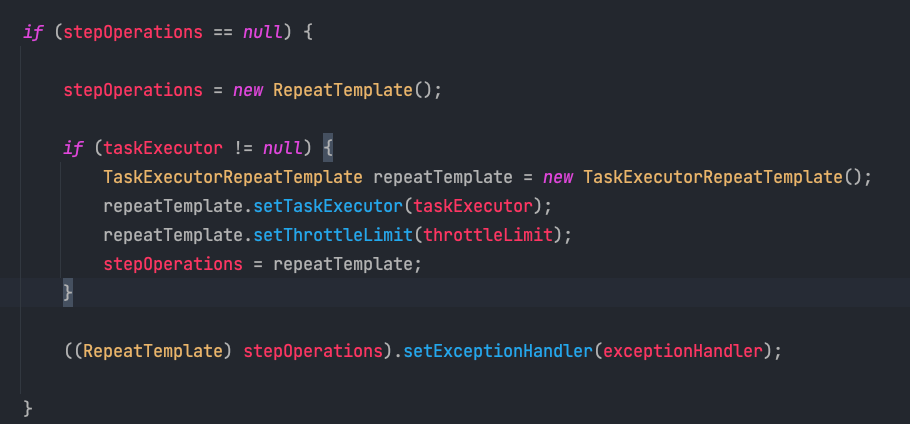 if (stepOperations == null) {
stepOperations = new RepeatTemplate();
if (taskExecutor != null) {
TaskExecutorRepeatTemplate repeatTemplate = new TaskExecutorRepeatTemplate();
repeatTemplate.setTaskExecutor(taskExecutor);
repeatTemplate.setThrottleLimit(throttleLimit);
stepOperations = repeatTemplate;
}
((RepeatTemplate) stepOperations).setExceptionHandler(exceptionHandler);
}